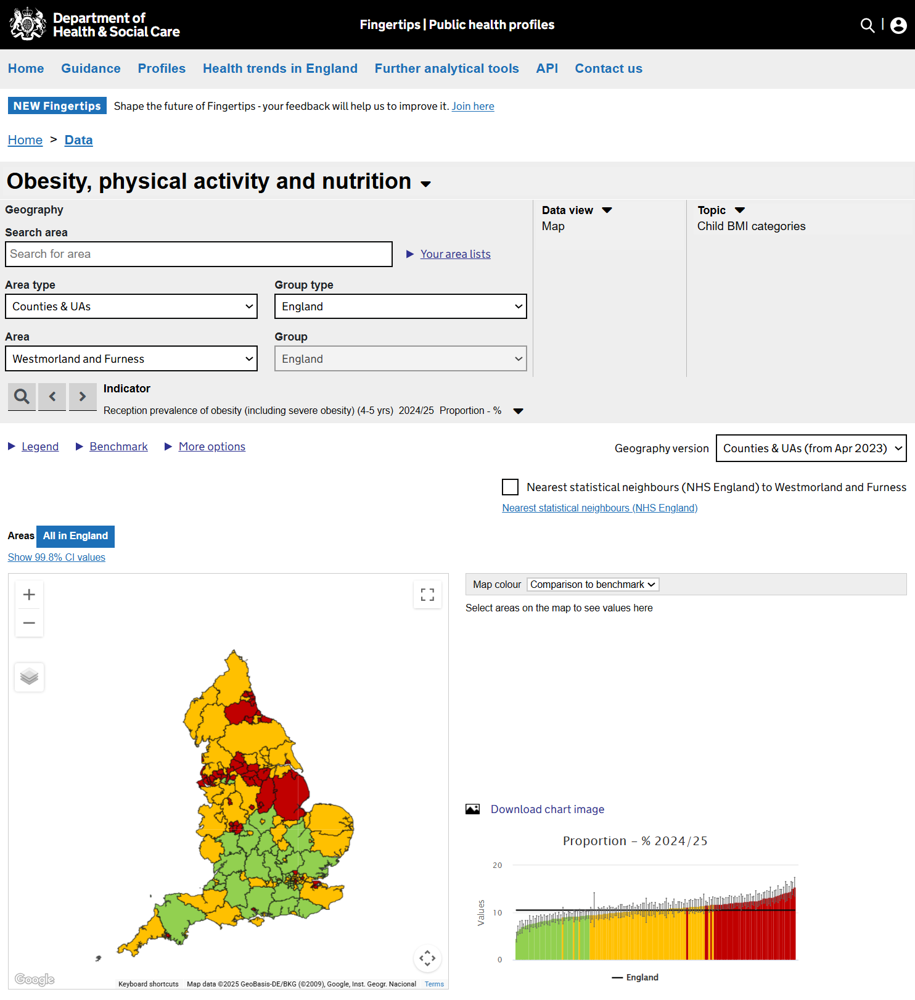 Department of
Health & Social Care
Fingertips | Public health profiles
Home Guidance Profiles Health trends in England Further analytical tools API Contact us
NEW Fingertips Shape the future of Fingertips - your feedback will help us to improve it. Join here
Home > Data
Obesity, physical activity and nutrition
Geography
Data view
Topic
Map
Child BMI categories
Search area
Search for area
Your area lists
Area type
Group type
Counties & UAs
England
Area
Group
Westmorland and Furness
England
Indicator
Reception prevalence of obesity (including severe obesity) (4-5 yrs) 2024/25 Proportion - %
Legend Benchmark More options
Geography version Counties & UAs (from Apr 2023)
Nearest statistical neighbours (NHS England) to Westmorland and Furness
Nearest statistical neighbours (NHS England)
Areas All in England
Show 99.8% CI values
Map colour Comparison to benchmark
Select areas on the map to see values here
Download chart image
Proportion – % 2024/25
20
10
0
Values
England
Google
Keyboard shortcuts Map data ©2025 GeoBasis-DE/BKG (©2009), Google, Inst. Geogr. Nacional Terms